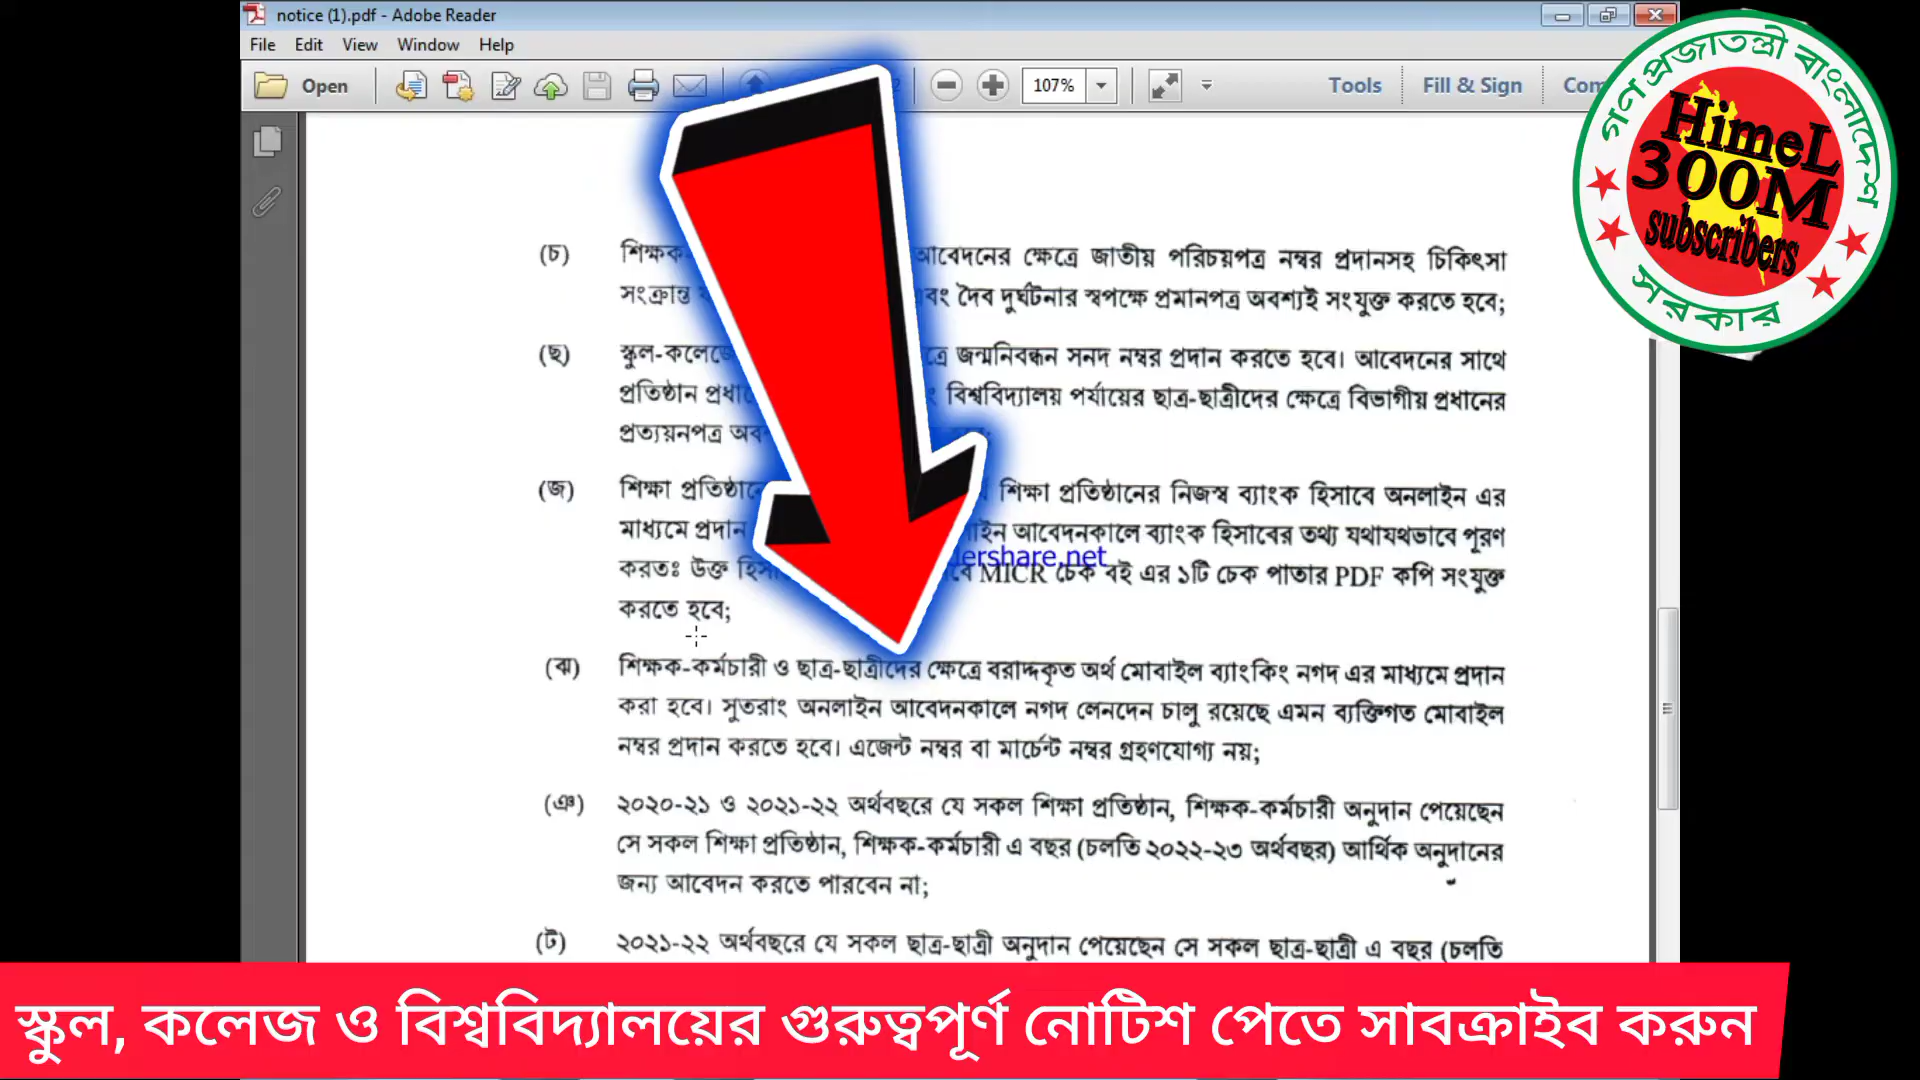 notice (1).pdf - Adobe Reader
File Edit View Window Help
Open 107% Tools Fill & Sign Com
গণপ্রজাতন্ত্রী বাংলাদেশ
HimeL
300M
subscribers
সরকার
(চ) শিক্ষক- আবেদনের ক্ষেত্রে জাতীয় পরিচয়পত্র নম্বর প্রদানসহ চিকিৎসা
সংক্রান্ত এবং দৈব দুর্ঘটনার স্বপক্ষে প্রমানপত্র অবশ্যই সংযুক্ত করতে হবে;
(ছ) স্কুল-কলেজে জন্মনিবন্ধন সনদ নম্বর প্রদান করতে হবে। আবেদনের সাথে
প্রতিষ্ঠান বিশ্ববিদ্যালয় পর্যায়ের ছাত্র-ছাত্রীদের ক্ষেত্রে বিভাগীয় প্রধানের
প্রত্যয়নপত্র
(জ) শিক্ষা শিক্ষা প্রতিষ্ঠানের নিজস্ব ব্যাংক হিসাবে অনলাইন এর
মাধ্যমে প্রদান আবেদনকালে ব্যাংক হিসাবের তথ্য যথাযথভাবে পূরণ
dershare.net
করতঃ উক্ত MICR চেক বই এর ১টি চেক পাতার PDF কপি সংযুক্ত
করতে হবে;
(ঝ) শিক্ষক-কর্মচারী ও ছাত্র-ছাত্রীদের ক্ষেত্রে বরাদ্দকৃত অর্থ মোবাইল ব্যাংকিং নগদ এর মাধ্যমে প্রদান
করা হবে। সুতরাং অনলাইন আবেদনকালে নগদ লেনদেন চালু রয়েছে এমন ব্যক্তিগত মোবাইল
নম্বর প্রদান করতে হবে। এজেন্ট নম্বর বা মার্চেন্ট নম্বর গ্রহণযোগ্য নয়;
(ঞ) ২০২০-২১ ও ২০২১-২২ অর্থবছরে যে সকল শিক্ষা প্রতিষ্ঠান, শিক্ষক-কর্মচারী অনুদান পেয়েছেন
সে সকল শিক্ষা প্রতিষ্ঠান, শিক্ষক-কর্মচারী এ বছর (চলতি ২০২২-২৩ অর্থবছর) আর্থিক অনুদানের
জন্য আবেদন করতে পারবেন না;
(ট) ২০২১-২২ অর্থবছরে যে সকল ছাত্র-ছাত্রী অনুদান পেয়েছেন সে সকল ছাত্র-ছাত্রী এ বছর (চলতি
স্কুল, কলেজ ও বিশ্ববিদ্যালয়ের গুরুত্বপূর্ণ নোটিশ পেতে সাবক্রাইব করুন